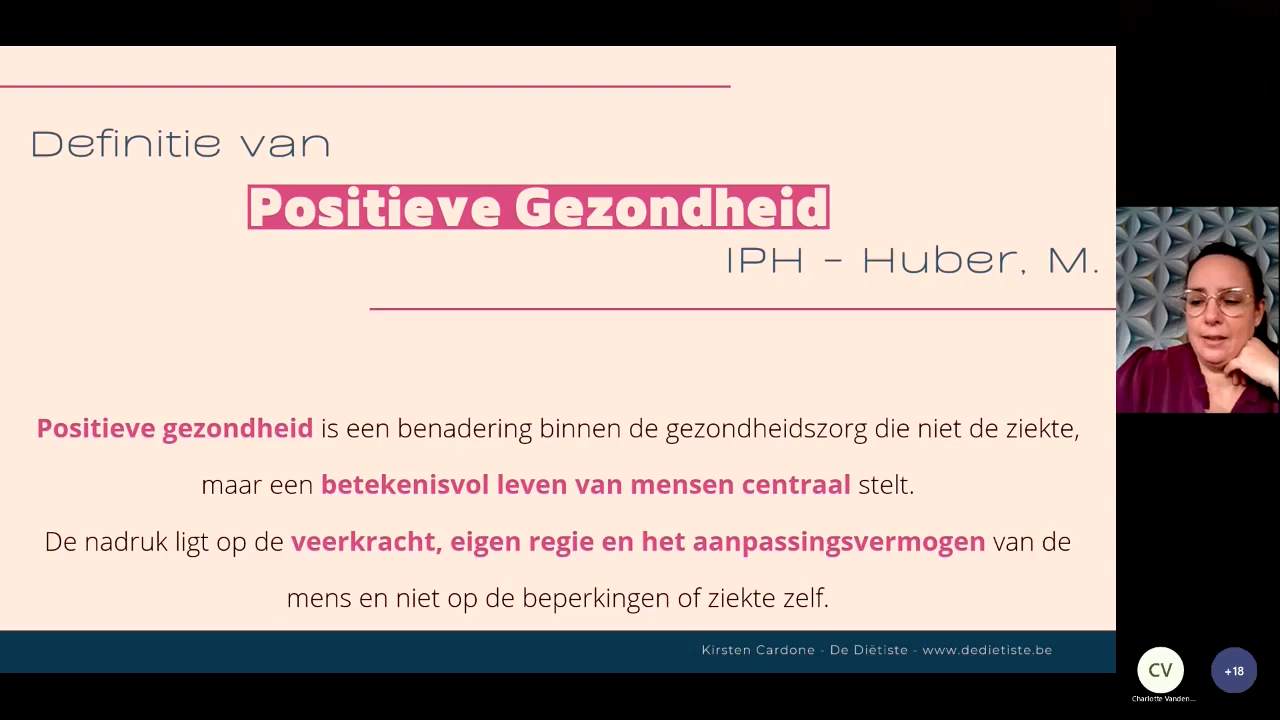 Definitie van
Positieve Gezondheid
IPH - Huber, M.
Positieve gezondheid is een benadering binnen de gezondheidszorg die niet de ziekte,
maar een betekenisvol leven van mensen centraal stelt.
De nadruk ligt op de veerkracht, eigen regie en het aanpassingsvermogen van de
mens en niet op de beperkingen of ziekte zelf.
Kirsten Cardone - De Diëtiste - www.dedietiste.be
CV
+18
Charlotte Vanden...